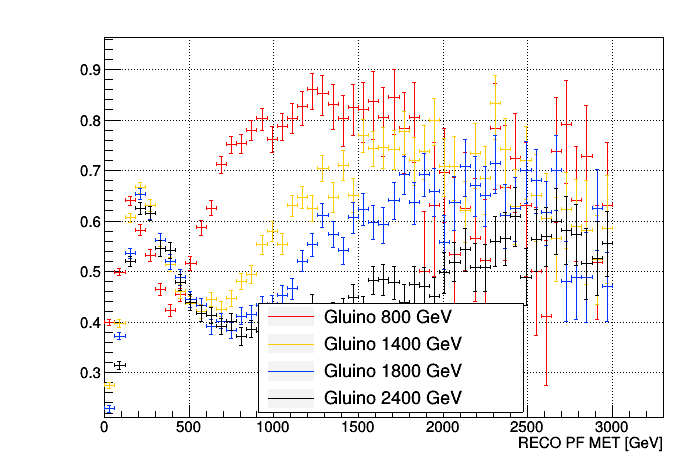 0.9
0.8
0.7
0.6
0.5
0.4
0.3
Gluino 800 GeV
Gluino 1400 GeV
Gluino 1800 GeV
Gluino 2400 GeV
0 500 1000 1500 2000 2500 3000
RECO PF MET [GeV]